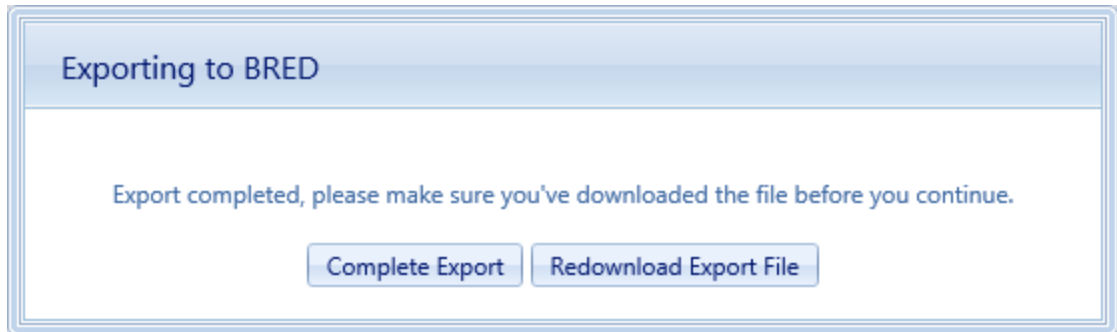 Exporting to BRED
Export completed, please make sure you've downloaded the file before you continue.
Complete Export Redownload Export File